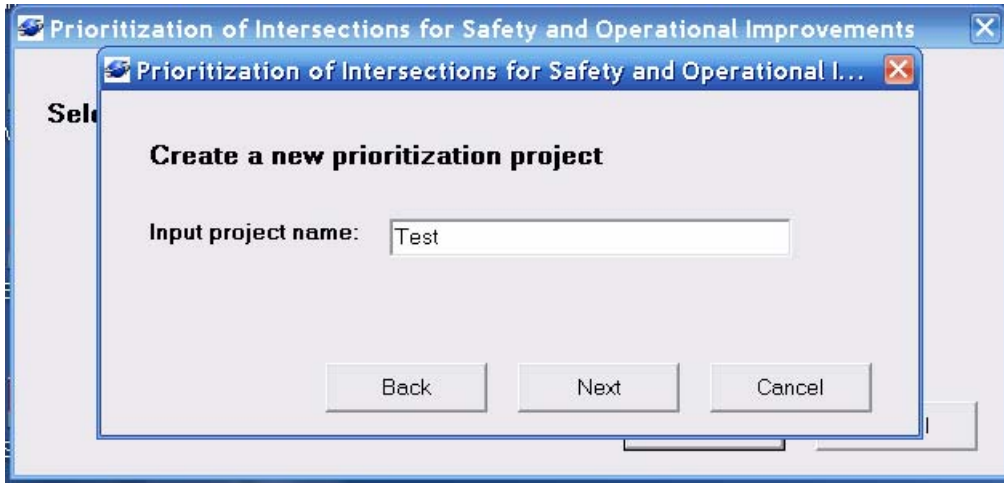 Prioritization of Intersections for Safety and Operational Improvements
Prioritization of Intersections for Safety and Operational I...
Create a new prioritization project
Input project name: Test
Back Next Cancel